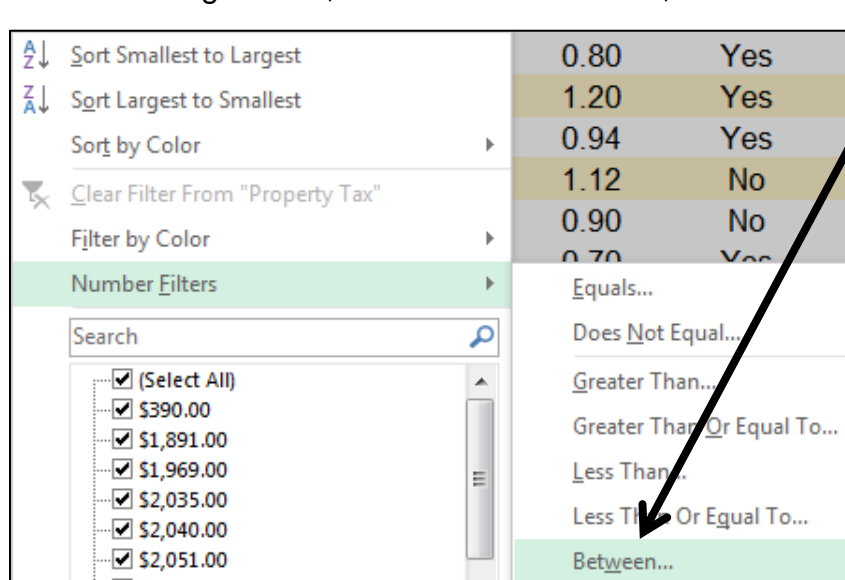 Sort Smallest to Largest
Sort Largest to Smallest
Sort by Color
Clear Filter From "Property Tax"
Filter by Color
Number Filters
Search
(Select All)
$390.00
$1,891.00
$1,969.00
$2,035.00
$2,040.00
$2,051.00
0.80 Yes
1.20 Yes
0.94 Yes
1.12 No
0.90 No
0.70 Yes
Equals...
Does Not Equal...
Greater Than...
Greater Than Or Equal To...
Less Than...
Less Than Or Equal To...
Between...